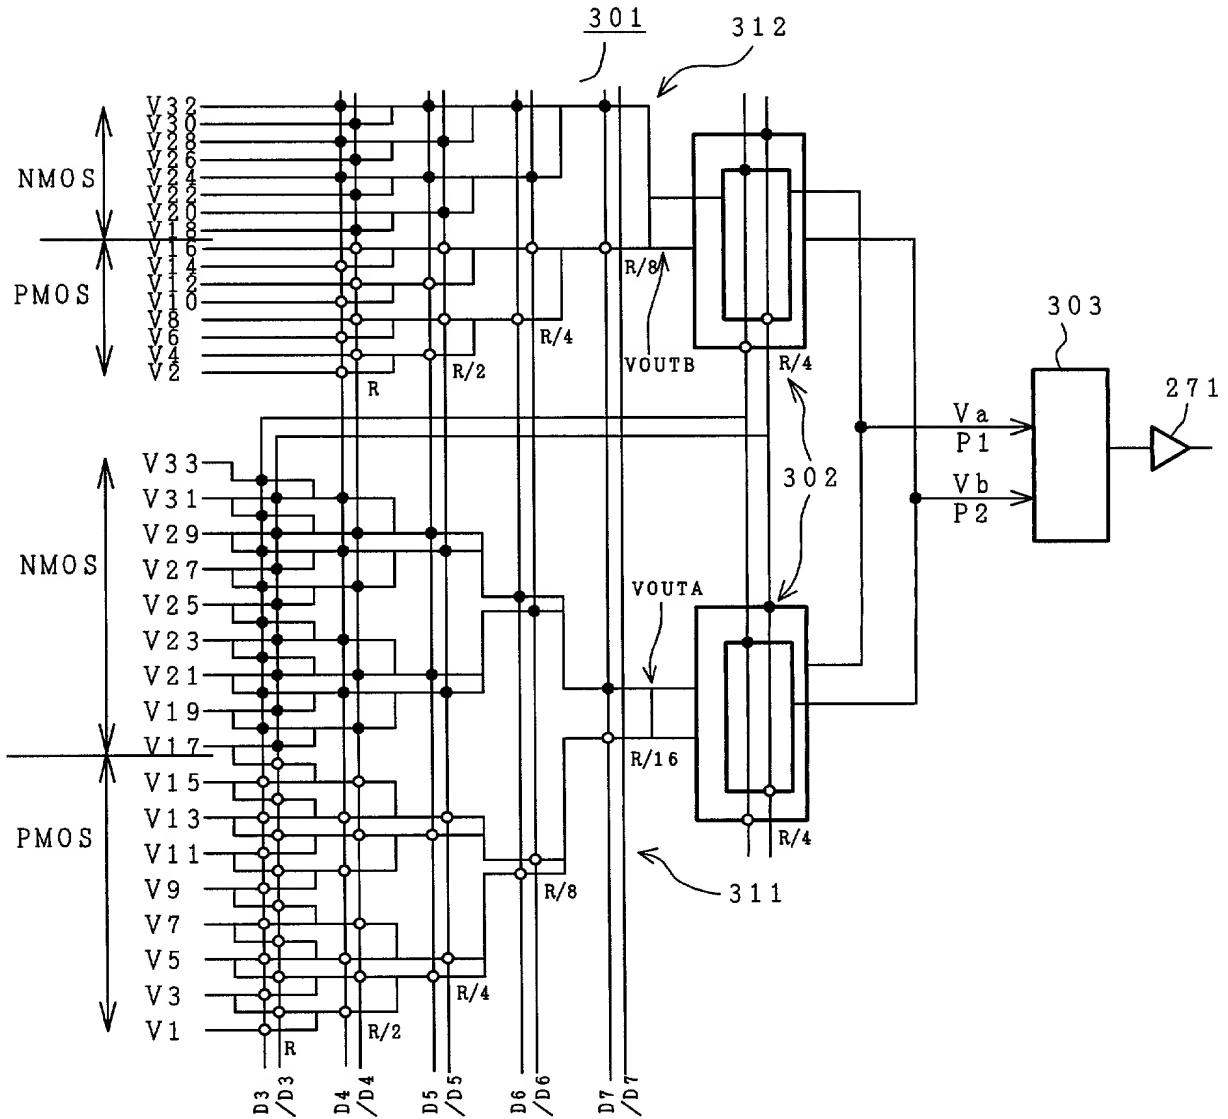 301
312
V32
V30
V28
V26
V24
V22
V20
V18
V16
V14
V12
V10
V8
V6
V4
V2
NMOS
PMOS
R
R/2
R/4
R/8
VOUTB
R/4
303
271
Va
P1
Vb
P2
302
V33
V31
V29
V27
V25
V23
V21
V19
V17
V15
V13
V11
V9
V7
V5
V3
V1
NMOS
PMOS
VOUTA
R/16
R/4
311
R/8
R/4
R/2
R
D3
/D3
D4
/D4
D5
/D5
D6
/D6
D7
/D7